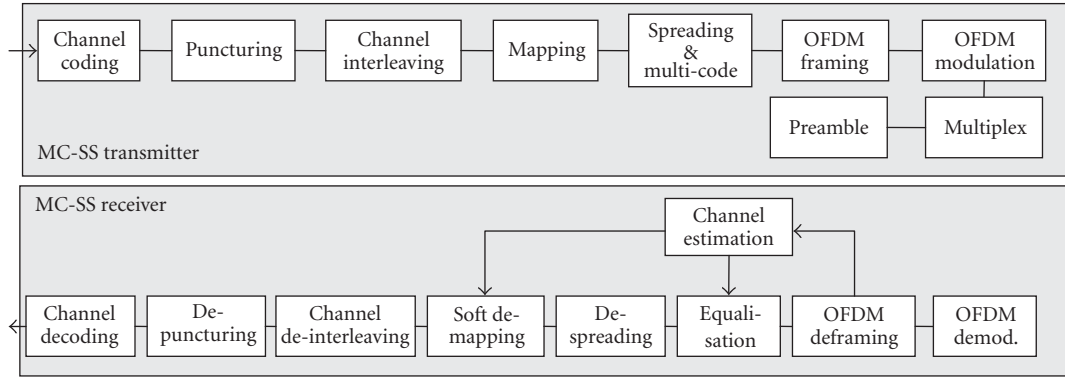 Channel
coding
Puncturing
Channel
interleaving
Mapping
Spreading
&
multi-code
OFDM
framing
OFDM
modulation
Preamble
Multiplex
MC-SS transmitter
MC-SS receiver
Channel
estimation
Channel
decoding
De-
puncturing
Channel
de-interleaving
Soft de-
mapping
De-
spreading
Equali-
sation
OFDM
deframing
OFDM
demod.